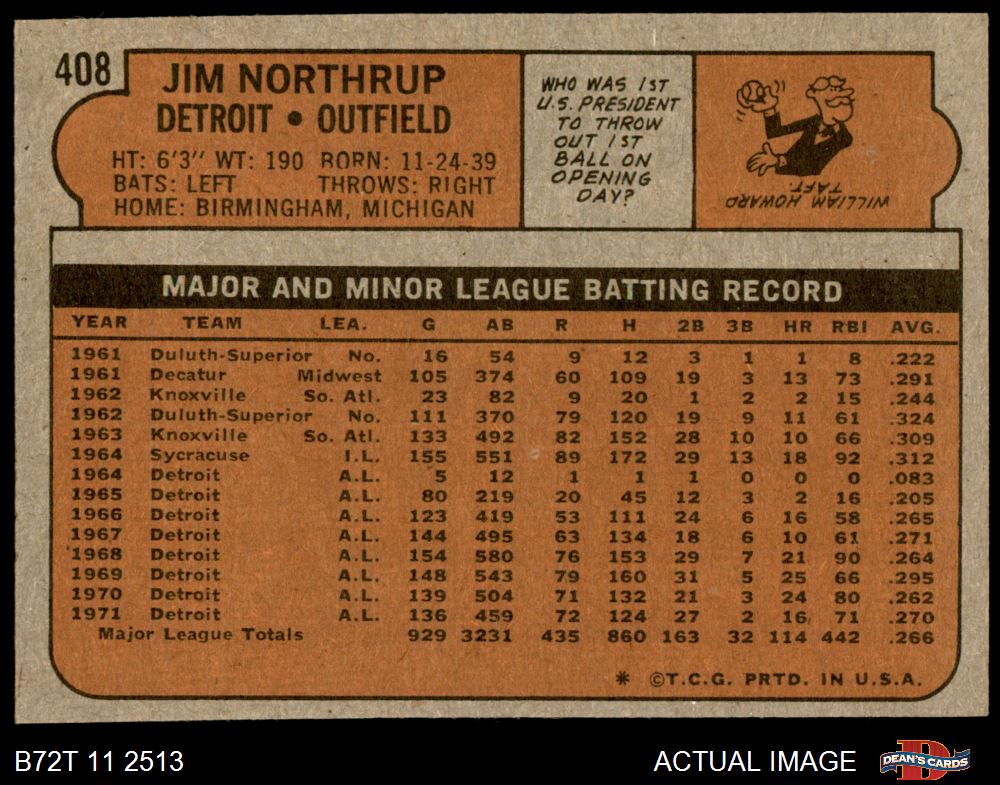 408
JIM NORTHRUP
DETROIT • OUTFIELD
HT: 6'3" WT: 190 BORN: 11-24-39
BATS: LEFT THROWS: RIGHT
HOME: BIRMINGHAM, MICHIGAN
WHO WAS 1ST
U.S. PRESIDENT
TO THROW
OUT 1ST
BALL ON
OPENING
DAY?
WILLIAM HOWARD
TAFT.
MAJOR AND MINOR LEAGUE BATTING RECORD
YEAR TEAM LEA. G AB R H 2B 3B HR RBI AVG.
1961 Duluth-Superior No. 16 54 9 12 3 1 1 8 .222
1961 Decatur Midwest 105 374 60 109 19 3 13 73 .291
1962 Knoxville So. Atl. 23 82 9 20 1 2 2 15 .244
1962 Duluth-Superior No. 111 370 79 120 19 9 11 61 .324
1963 Knoxville So. Atl. 133 492 82 152 28 10 10 66 .309
1964 Sycracuse I.L. 155 551 89 172 29 13 18 92 .312
1964 Detroit A.L. 5 12 1 1 1 0 0 0 .083
1965 Detroit A.L. 80 219 20 45 12 3 2 16 .205
1966 Detroit A.L. 123 419 53 111 24 6 16 58 .265
1967 Detroit A.L. 144 495 63 134 18 6 10 61 .271
1968 Detroit A.L. 154 580 76 153 29 7 21 90 .264
1969 Detroit A.L. 148 543 79 160 31 5 25 66 .295
1970 Detroit A.L. 139 504 71 132 21 3 24 80 .262
1971 Detroit A.L. 136 459 72 124 27 2 16 71 .270
Major League Totals 929 3231 435 860 163 32 114 442 .266
* ©T.C.G. PRTD. IN U.S.A.
B72T 11 2513
ACTUAL IMAGE
D
DEAN'S CARDS